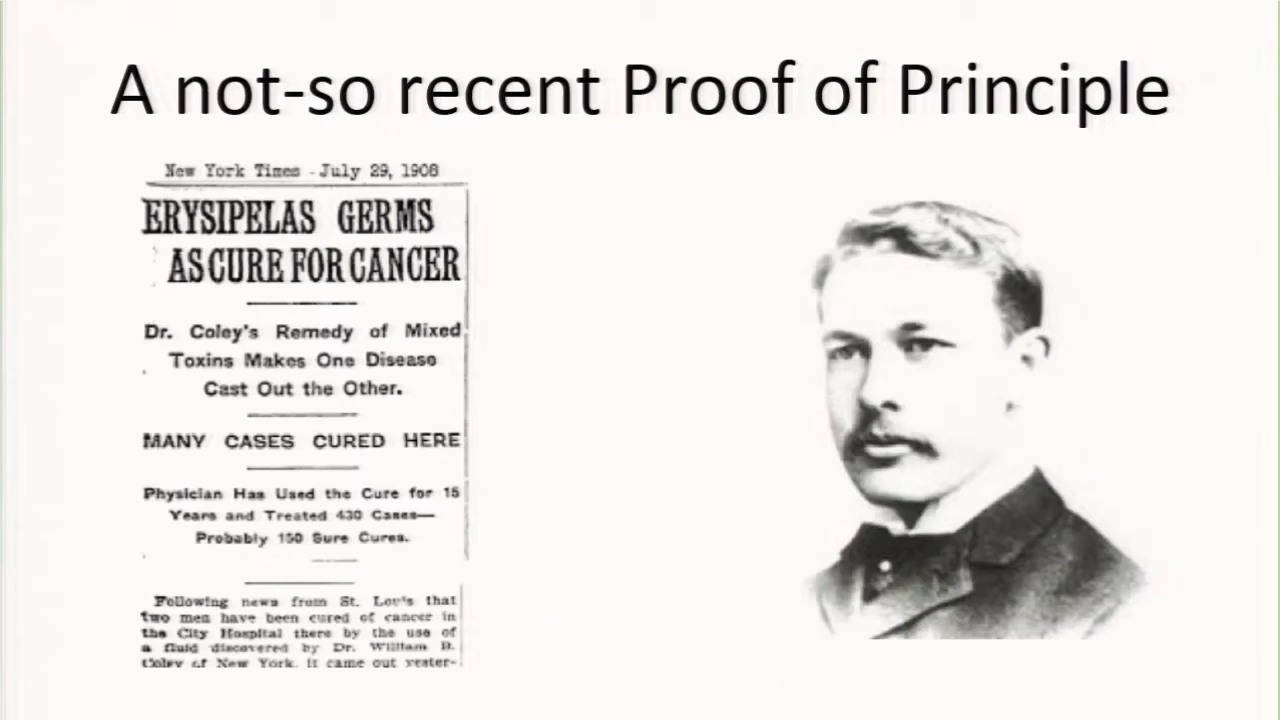 A not-so recent Proof of Principle
New York Times - July 29, 1908
ERYSIPELAS GERMS
AS CURE FOR CANCER
Dr. Coley's Remedy of Mixed
Toxins Makes One Disease
Cast Out the Other.
MANY CASES CURED HERE
Physician Has Used the Cure for 15
Years and Treated 430 Cases—
Probably 150 Sure Cures.
Following news from St. Louis that
two men have been cured of cancer in
the City Hospital there by the use of
a fluid discovered by Dr. William B.
Coley of New York, it came out yester-